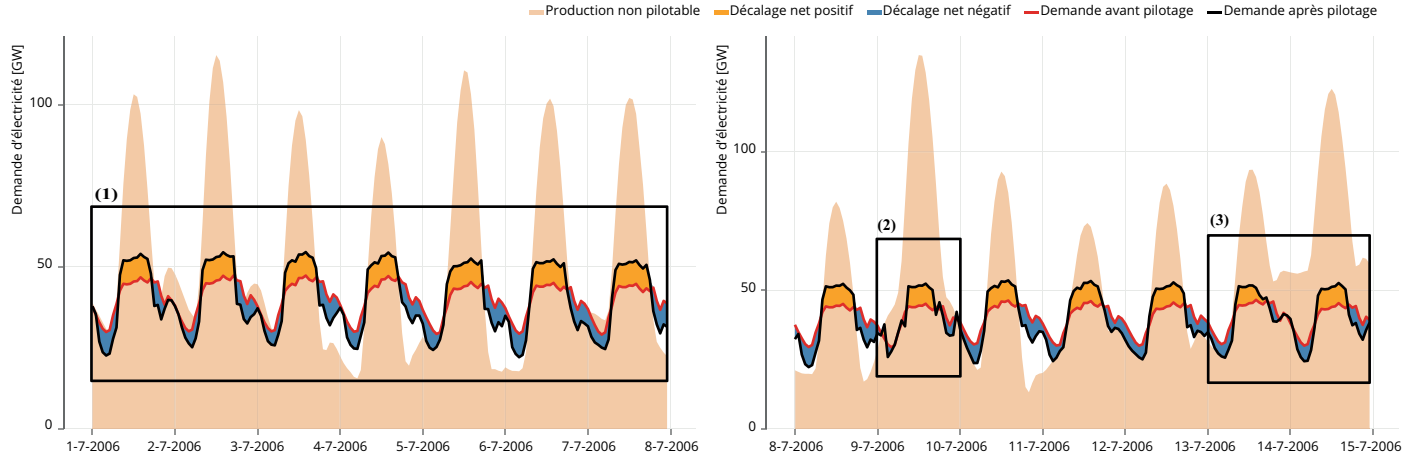 Production non pilotable Décalage net positif Décalage net négatif Demande avant pilotage Demande après pilotage
Demande d'électricité [GW]
100
50
0
(1)
1-7-2006 2-7-2006 3-7-2006 4-7-2006 5-7-2006 6-7-2006 7-7-2006 8-7-2006
Demande d'électricité [GW]
100
50
0
(2)
(3)
8-7-2006 9-7-2006 10-7-2006 11-7-2006 12-7-2006 13-7-2006 14-7-2006 15-7-2006